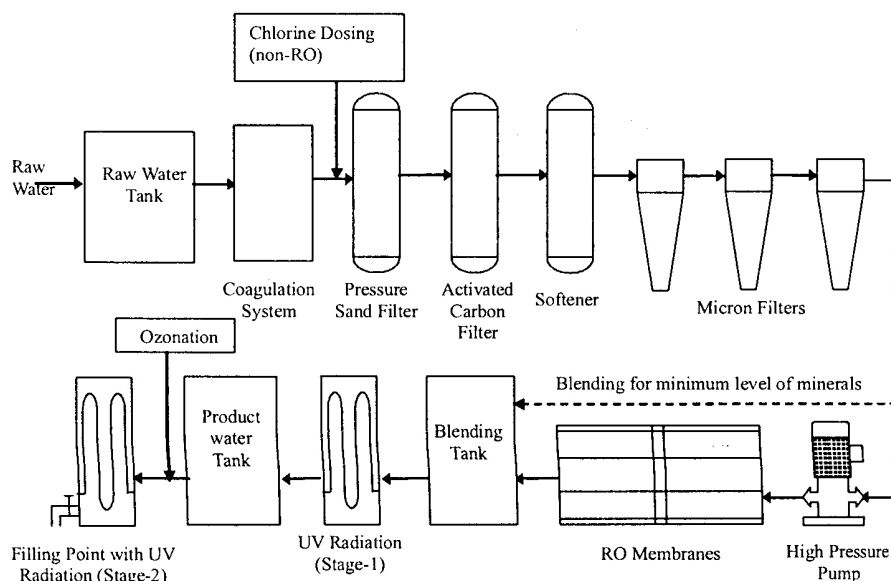 Chlorine Dosing
(non-RO)
Raw
Water
Raw Water
Tank
Coagulation
System
Pressure
Sand Filter
Activated
Carbon
Filter
Softener
Micron Filters
Ozonation
Blending for minimum level of minerals
Product
water
Tank
Blending
Tank
Filling Point with UV
Radiation (Stage-2)
UV Radiation
(Stage-1)
RO Membranes
High Pressure
Pump